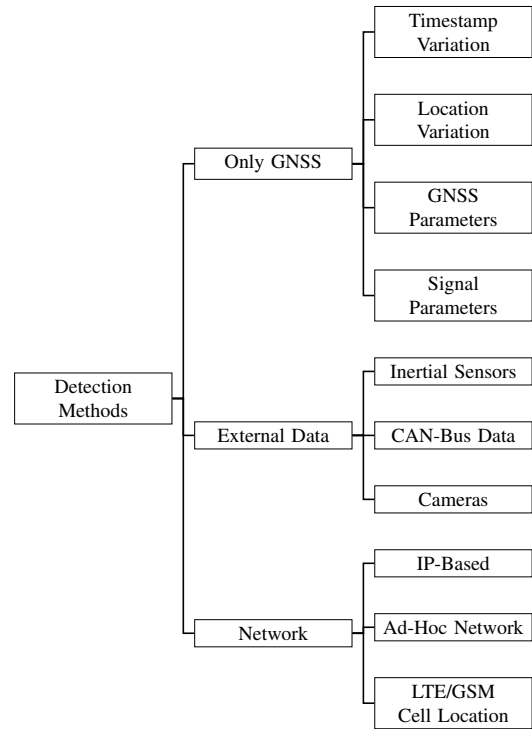 Timestamp
Variation
Location
Variation
Only GNSS
GNSS
Parameters
Signal
Parameters
Detection
Methods
Inertial Sensors
External Data
CAN-Bus Data
Cameras
IP-Based
Network
Ad-Hoc Network
LTE/GSM
Cell Location